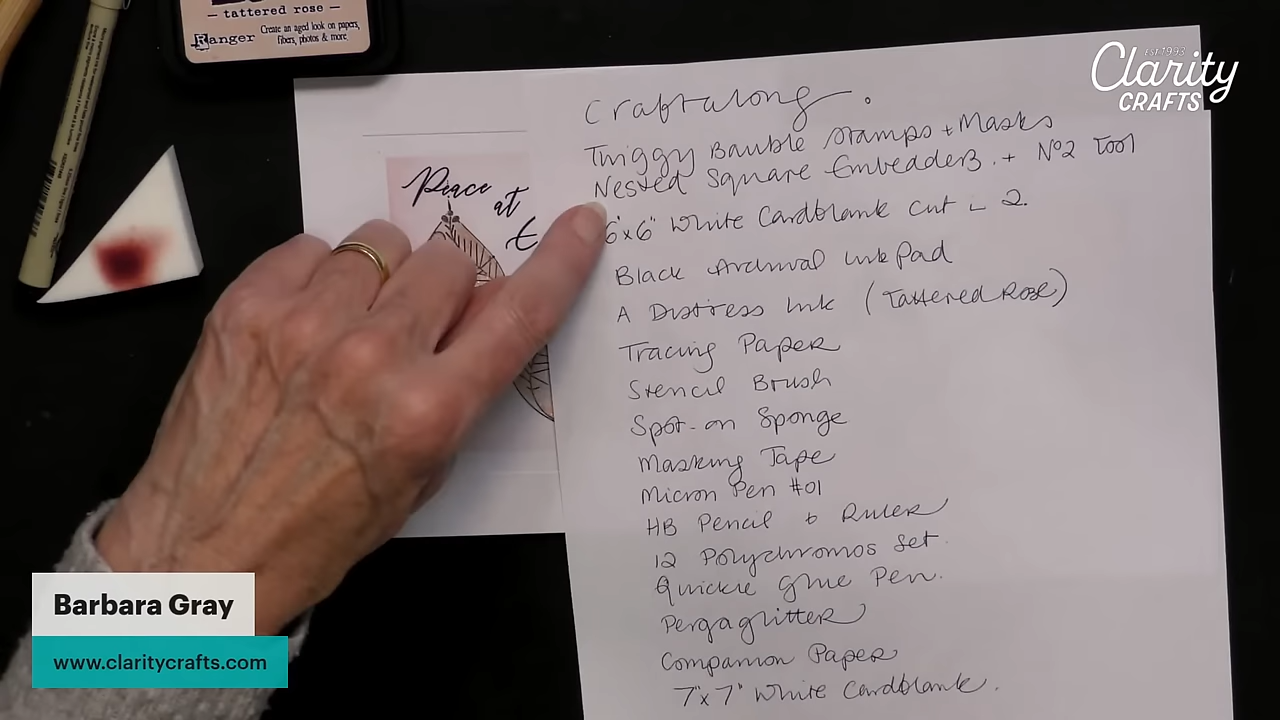 tattered rose
Ranger
Create an aged look on papers,
fibers, photos & more
EST 1993
Clarity
CRAFTS
Craftalong.
Twiggy Bauble Stamps + Masks
Nested Square Embedders. + Nº2 Tool
6"x6" White Cardblank cut in 2.
Black Archival Ink Pad
A Distress Ink (Tattered Rose)
Tracing Paper
Stencil Brush
Spot-on Sponge
Masking Tape
Micron Pen #01
HB Pencil & Ruler
12 Polychromos Set.
Quickie Glue Pen.
Pergaglitter
Companion Paper
7"x7" White Cardblank.
Peace
at
t
Barbara Gray
www.claritycrafts.com